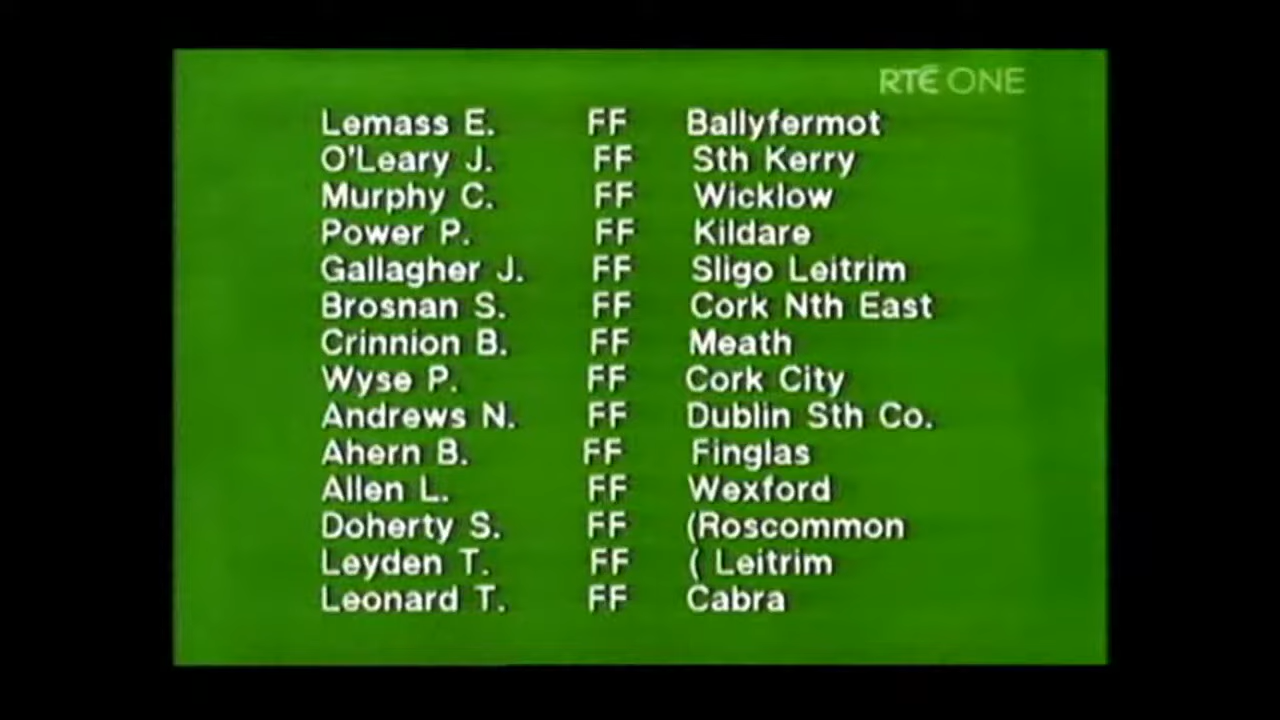 RTÉ ONE
Lemass E. FF Ballyfermot
O'Leary J. FF Sth Kerry
Murphy C. FF Wicklow
Power P. FF Kildare
Gallagher J. FF Sligo Leitrim
Brosnan S. FF Cork Nth East
Crinnion B. FF Meath
Wyse P. FF Cork City
Andrews N. FF Dublin Sth Co.
Ahern B. FF Finglas
Allen L. FF Wexford
Doherty S. FF (Roscommon
Leyden T. FF ( Leitrim
Leonard T. FF Cabra